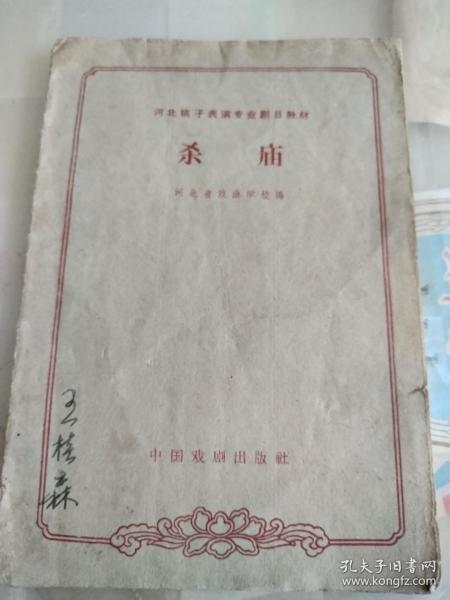 河北梆子表演专业剧目教材
杀庙
河北省戏曲学校编
王桂森
中国戏剧出版社
孔夫子旧书网
www.kongfz.com